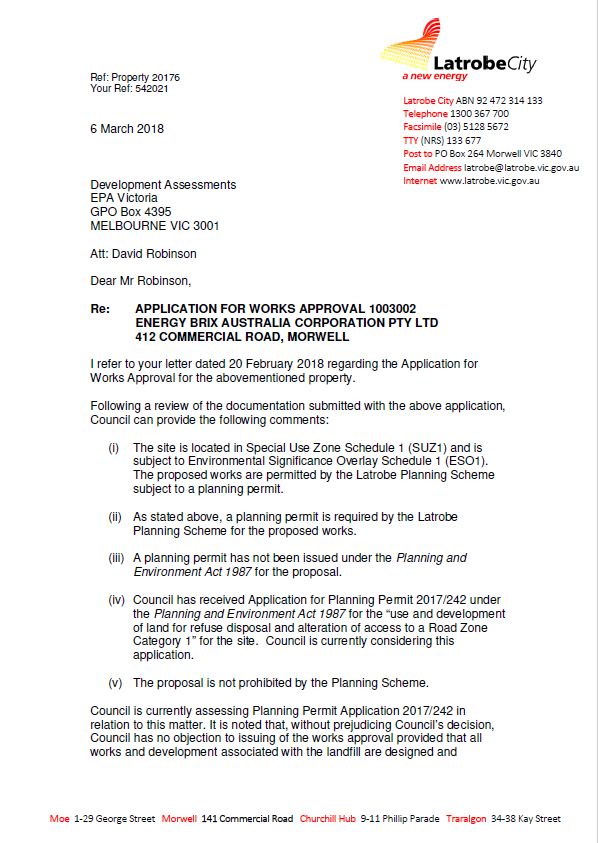 LatrobeCity
a new energy
Ref: Property 20176
Your Ref: 542021
6 March 2018
Latrobe City ABN 92 472 314 133
Telephone 1300 367 700
Facsimile (03) 5128 5672
TTY (NRS) 133 677
Post to PO Box 264 Morwell VIC 3840
Email Address latrobe@latrobe.vic.gov.au
Internet www.latrobe.vic.gov.au
Development Assessments
EPA Victoria
GPO Box 4395
MELBOURNE VIC 3001
Att: David Robinson
Dear Mr Robinson,
Re: APPLICATION FOR WORKS APPROVAL 1003002
ENERGY BRIX AUSTRALIA CORPORATION PTY LTD
412 COMMERCIAL ROAD, MORWELL
I refer to your letter dated 20 February 2018 regarding the Application for
Works Approval for the abovementioned property.
Following a review of the documentation submitted with the above application,
Council can provide the following comments:
(i) The site is located in Special Use Zone Schedule 1 (SUZ1) and is
subject to Environmental Significance Overlay Schedule 1 (ESO1).
The proposed works are permitted by the Latrobe Planning Scheme
subject to a planning permit.
(ii) As stated above, a planning permit is required by the Latrobe
Planning Scheme for the proposed works.
(iii) A planning permit has not been issued under the Planning and
Environment Act 1987 for the proposal.
(iv) Council has received Application for Planning Permit 2017/242 under
the Planning and Environment Act 1987 for the “use and development
of land for refuse disposal and alteration of access to a Road Zone
Category 1” for the site. Council is currently considering this
application.
(v) The proposal is not prohibited by the Planning Scheme.
Council is currently assessing Planning Permit Application 2017/242 in
relation to this matter. It is noted that, without prejudicing Council’s decision,
Council has no objection to issuing of the works approval provided that all
works and development associated with the landfill are designed and
Moe 1-29 George Street Morwell 141 Commercial Road Churchill Hub 9-11 Phillip Parade Traralgon 34-38 Kay Street